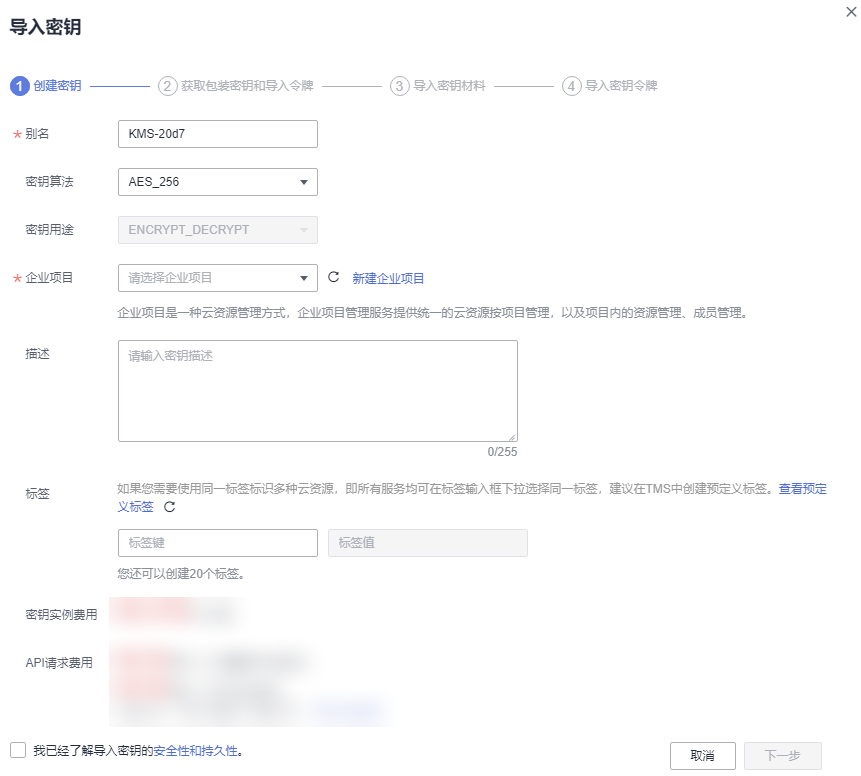 导入密钥
1 创建密钥 2 获取包装密钥和导入令牌 3 导入密钥材料 4 导入密钥令牌
* 别名 KMS-20d7
密钥算法 AES_256
密钥用途 ENCRYPT_DECRYPT
* 企业项目 请选择企业项目 新建企业项目
企业项目是一种云资源管理方式，企业项目管理服务提供统一的云资源按项目管理，以及项目内的资源管理、成员管理。
描述 请输入密钥描述
0/255
标签 如果您需要使用同一标签标识多种云资源，即所有服务均可在标签输入框下拉选择同一标签，建议在TMS中创建预定义标签。查看预定
义标签
标签键 标签值
您还可以创建20个标签。
密钥实例费用
API请求费用
我已经了解导入密钥的安全性和持久性。 取消 下一步